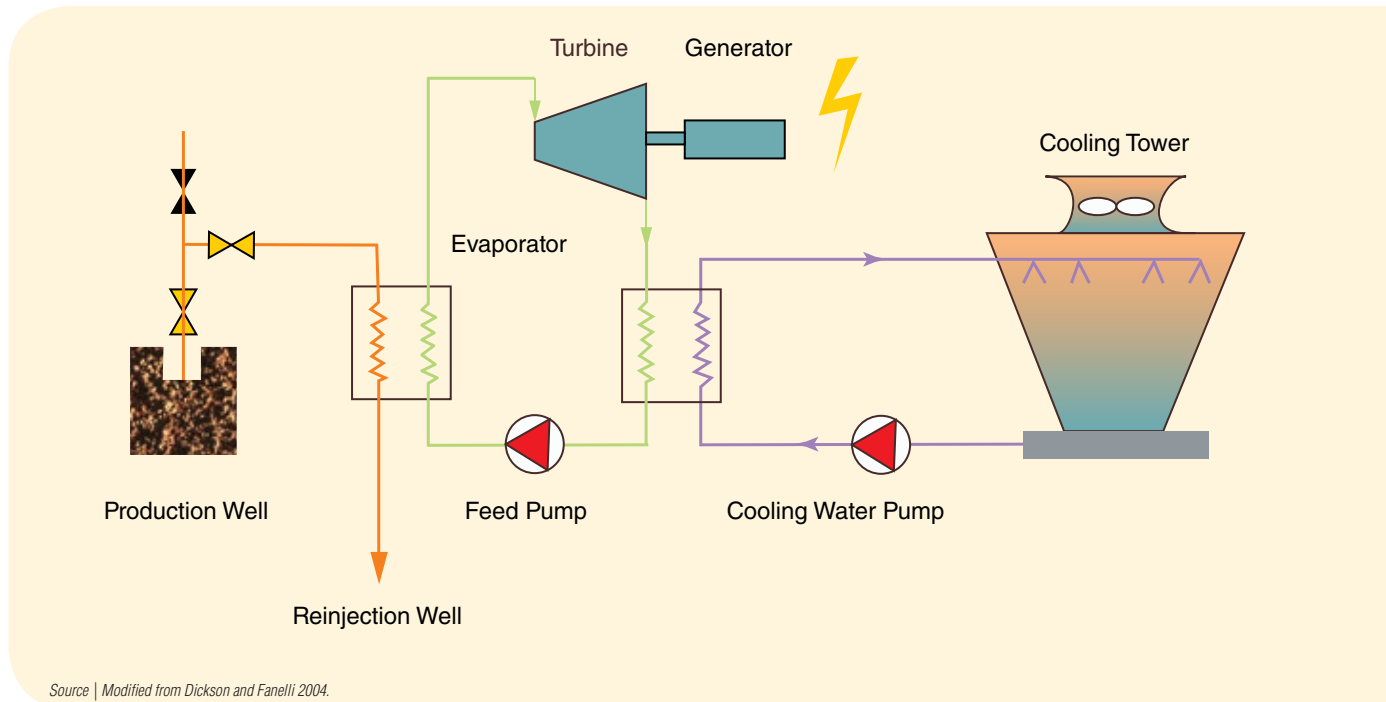 Turbine
Generator
Cooling Tower
Evaporator
Production Well
Feed Pump
Cooling Water Pump
Reinjection Well
Source | Modified from Dickson and Fanelli 2004.